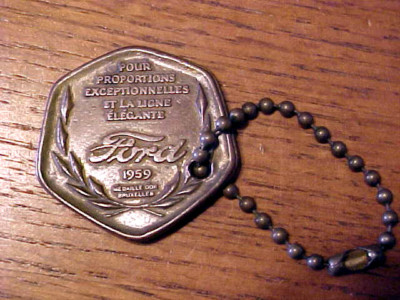 POUR
PROPORTIONS
EXCEPTIONNELLES
ET LA LIGNE
ÉLÉGANTE
Ford
1959
MÉDAILLE D'OR
BRUXELLES